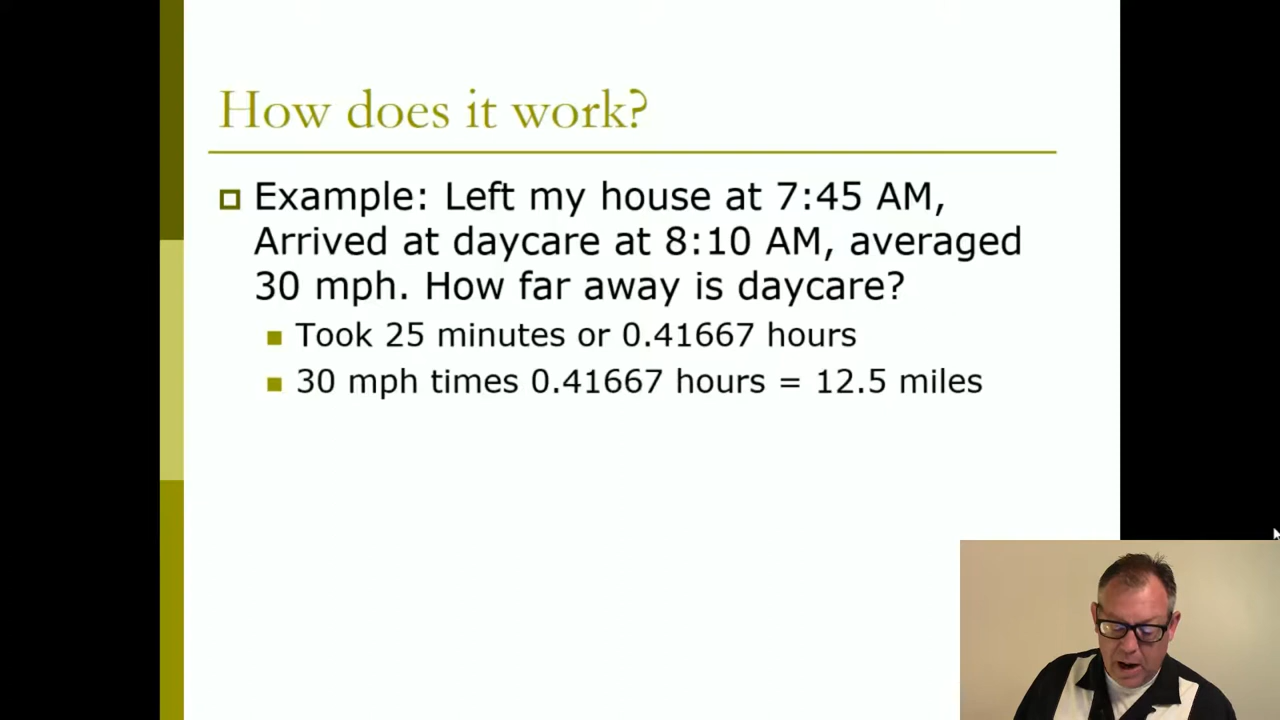 How does it work?
Example: Left my house at 7:45 AM,
Arrived at daycare at 8:10 AM, averaged
30 mph. How far away is daycare?
Took 25 minutes or 0.41667 hours
30 mph times 0.41667 hours = 12.5 miles